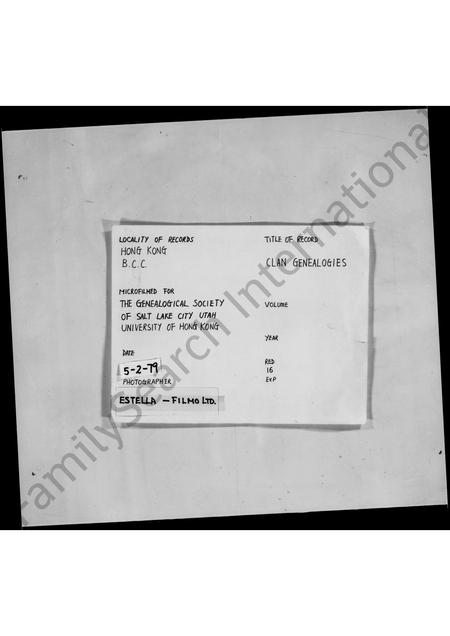 LOCALITY OF RECORDS
HONG KONG
B.C.C.
TITLE OF RECORD
CLAN GENEALOGIES
MICROFILMED FOR
THE GENEALOGICAL SOCIETY
OF SALT LAKE CITY UTAH
UNIVERSITY OF HONG KONG
VOLUME
YEAR
DATE
5-2-79
PHOTOGRAPHER
ESTELLA — FILMO LTD.
RED
16
EXP
FamilySearch International